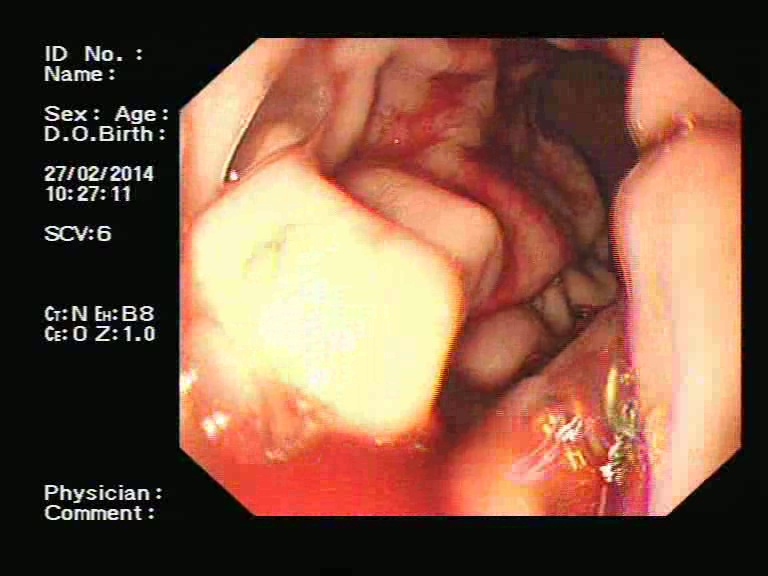 ID No. :
Name:
Sex: Age:
D.O.Birth:
27/02/2014
10:27:11
SCV:6
CT:N EH:B8
CE:0 Z:1.0
Physician:
Comment: